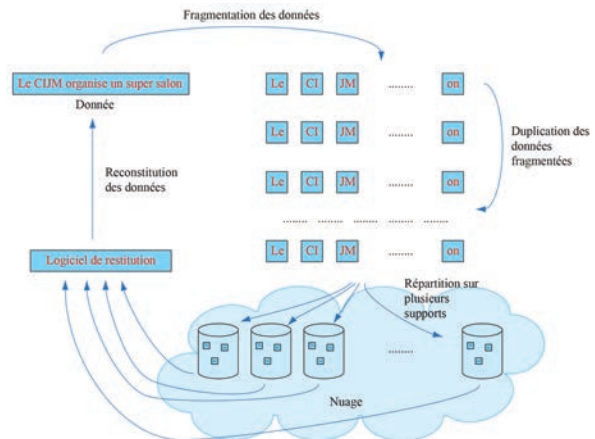 Fragmentation des données
Le CIJM organise un super salon
Donnée
Le CI JM ........ on
Le CI JM ........ on
Duplication des
données
fragmentées
Le CI JM ........ on
........ ........ ........ ........ ........
Le CI JM ........ on
Reconstitution
des données
Logiciel de restitution
Répartition sur
plusieurs
supports
........
Nuage